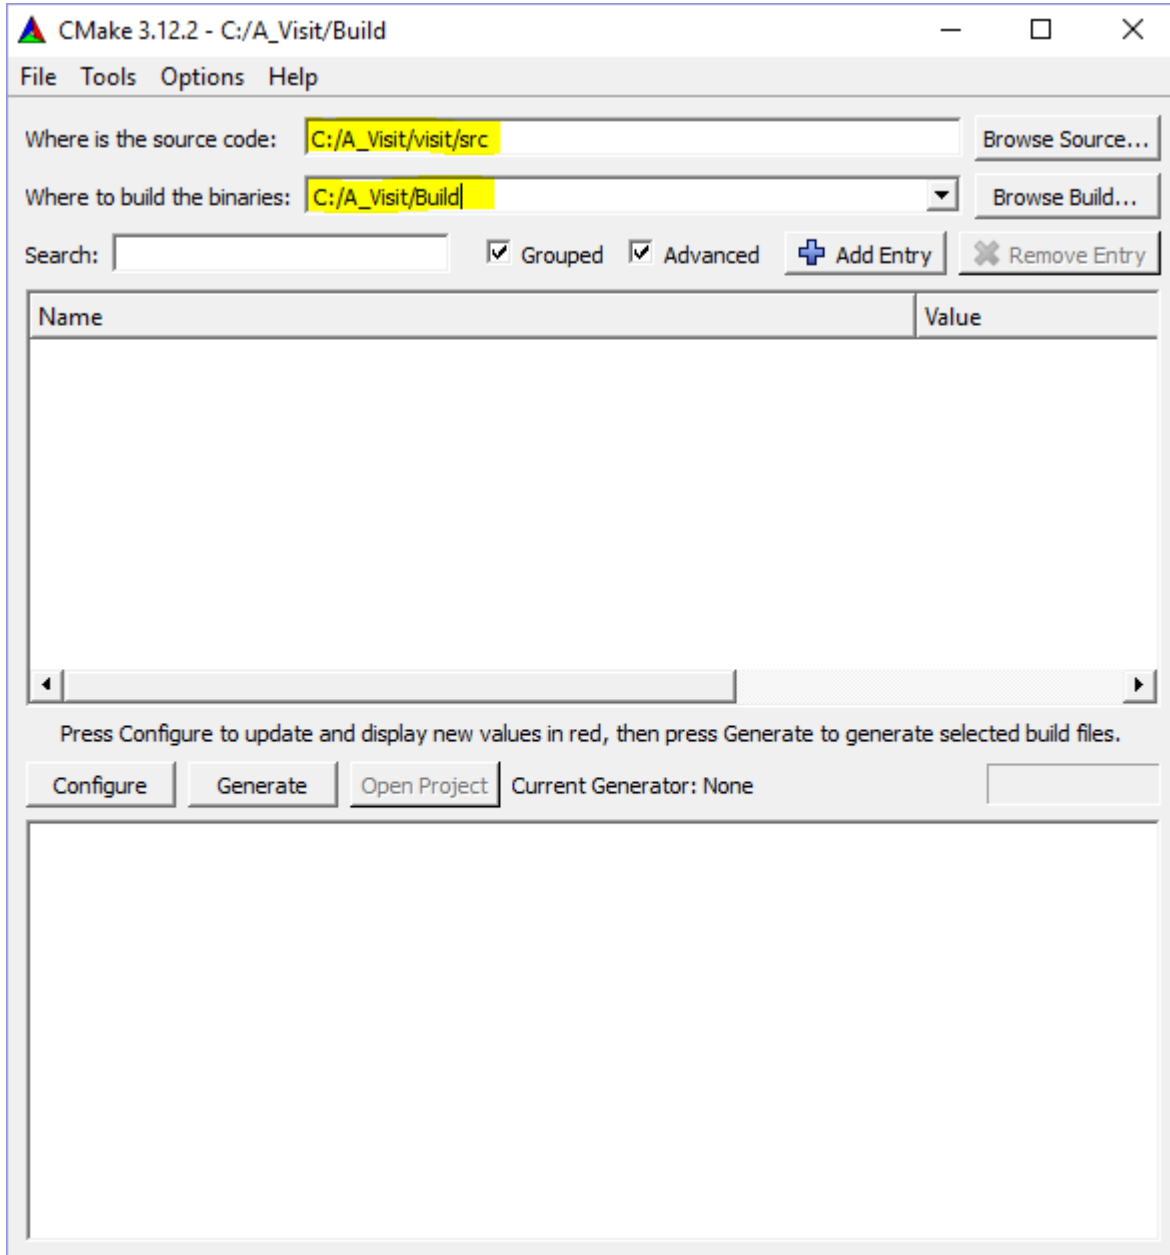 CMake 3.12.2 - C:/A_Visit/Build
File Tools Options Help
Where is the source code: C:/A_Visit/visit/src Browse Source...
Where to build the binaries: C:/A_Visit/Build Browse Build...
Search: Grouped Advanced Add Entry Remove Entry
Name Value
Press Configure to update and display new values in red, then press Generate to generate selected build files.
Configure Generate Open Project Current Generator: None